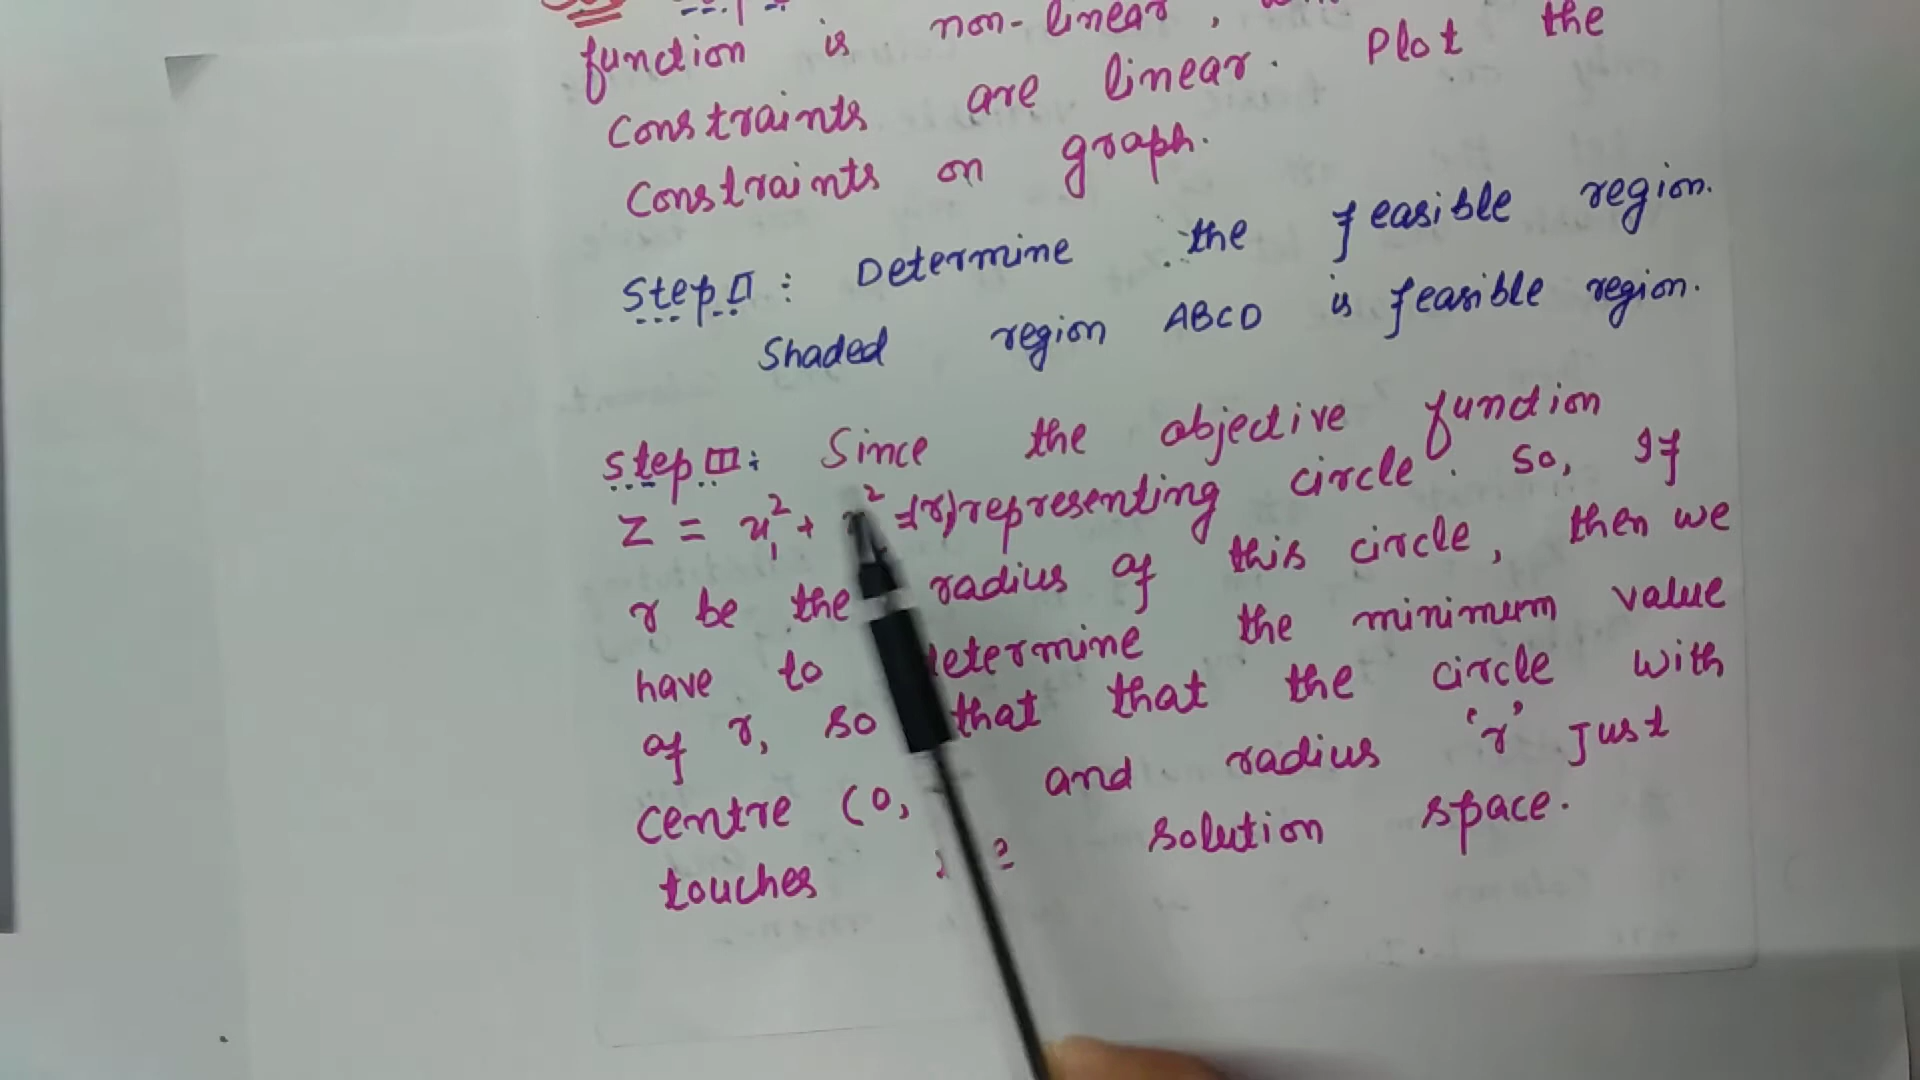 function is non-linear,
constraints are linear. Plot the
constraints on graph.
Step II : Determine the feasible region.
Shaded region ABCD is feasible region.
Step III: Since the objective function
Z = x₁² + ² =(r) representing circle. So, If
r be the radius of this circle, then we
have to determine the minimum value
of r, so that that the circle with
centre (0, and radius 'r' Just
touches solution space.